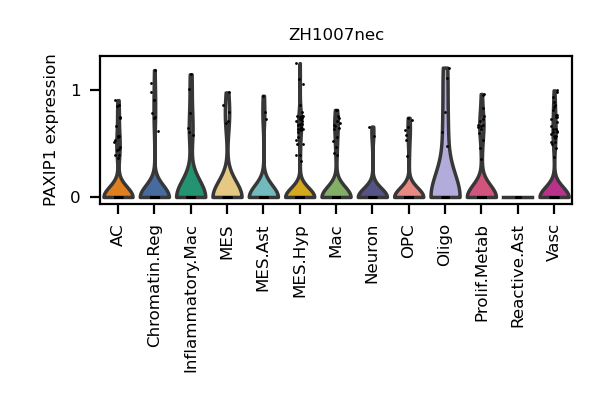 ZH1007nec
PAXIP1 expression
1
0
AC
Chromatin.Reg
Inflammatory.Mac
MES
MES.Ast
MES.Hyp
Mac
Neuron
OPC
Oligo
Prolif.Metab
Reactive.Ast
Vasc